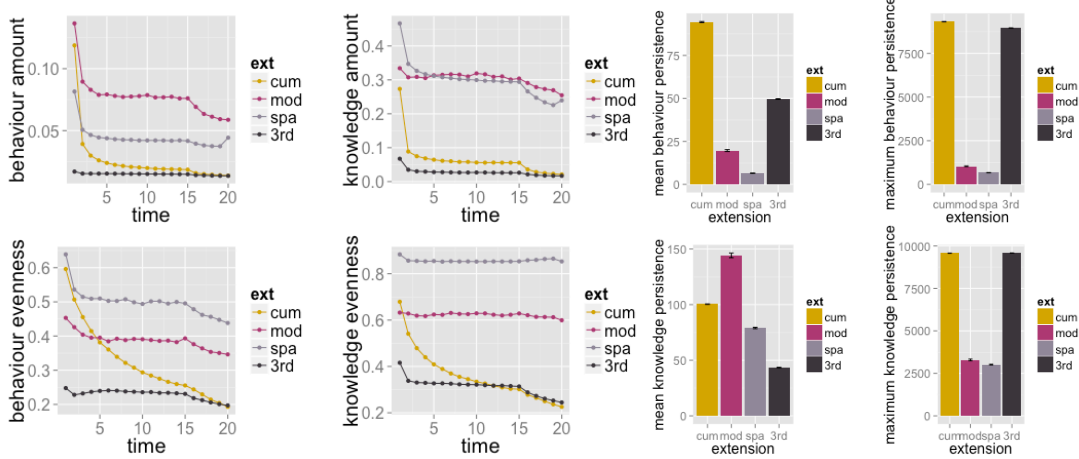 behaviour amount
0.10
0.05
5 10 15 20
time
ext
cum
mod
spa
3rd
knowledge amount
0.4
0.3
0.2
0.1
0.0
5 10 15 20
time
ext
cum
mod
spa
3rd
mean behaviour persistence
75
50
25
0
cum mod spa 3rd
extension
ext
cum
mod
spa
3rd
maximum behaviour persistence
7500
5000
2500
0
cum mod spa 3rd
extension
ext
cum
mod
spa
3rd
behaviour evenness
0.6
0.5
0.4
0.3
0.2
5 10 15 20
time
ext
cum
mod
spa
3rd
knowledge evenness
0.8
0.6
0.4
0.2
5 10 15 20
time
ext
cum
mod
spa
3rd
mean knowledge persistence
150
100
50
0
cum mod spa 3rd
extension
ext
cum
mod
spa
3rd
maximum knowledge persistence
10000
7500
5000
2500
0
cum mod spa 3rd
extension
ext
cum
mod
spa
3rd